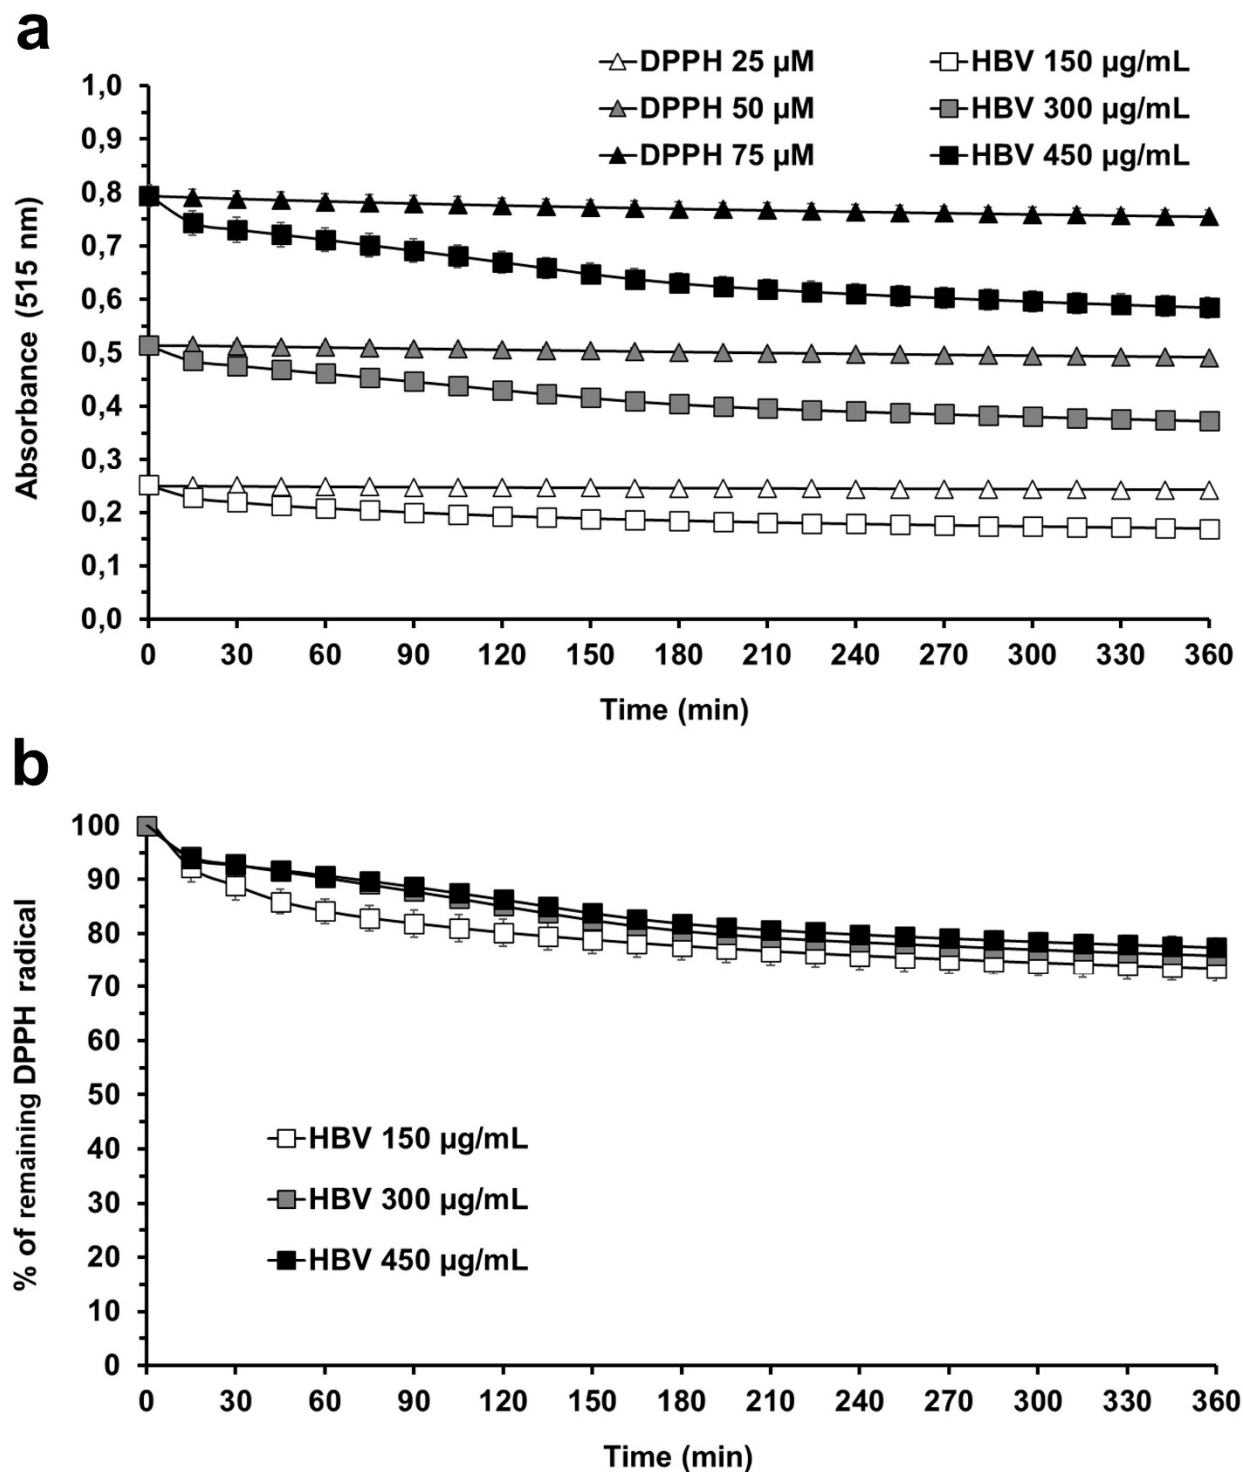 a
DPPH 25 µM HBV 150 µg/mL
DPPH 50 µM HBV 300 µg/mL
DPPH 75 µM HBV 450 µg/mL
1,0
0,9
0,8
0,7
0,6
0,5
0,4
0,3
0,2
0,1
0,0
Absorbance (515 nm)
0 30 60 90 120 150 180 210 240 270 300 330 360
Time (min)
b
100
90
80
70
60
50
40
30
20
10
0
% of remaining DPPH radical
HBV 150 µg/mL
HBV 300 µg/mL
HBV 450 µg/mL
0 30 60 90 120 150 180 210 240 270 300 330 360
Time (min)